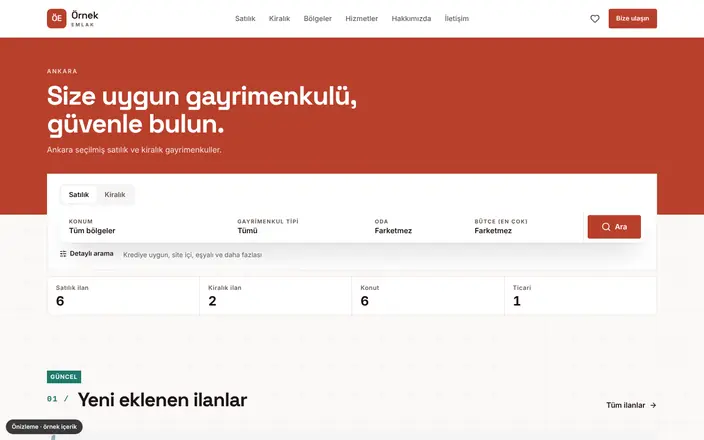 ÖE Örnek
EMLAK
Satılık Kiralık Bölgeler Hizmetler Hakkımızda İletişim
Bize ulaşın
ANKARA
Size uygun gayrimenkulü,
güvenle bulun.
Ankara seçilmiş satılık ve kiralık gayrimenkuller.
Satılık Kiralık
KONUM GAYRİMENKUL TİPİ ODA BÜTÇE (EN ÇOK)
Tüm bölgeler Tümü Farketmez Farketmez
Ara
Detaylı arama Krediye uygun, site içi, eşyalı ve daha fazlası
Satılık ilan Kiralık ilan Konut Ticari
6 2 6 1
GÜNCEL
01 / Yeni eklenen ilanlar
Tüm ilanlar →
Önizleme · örnek içerik